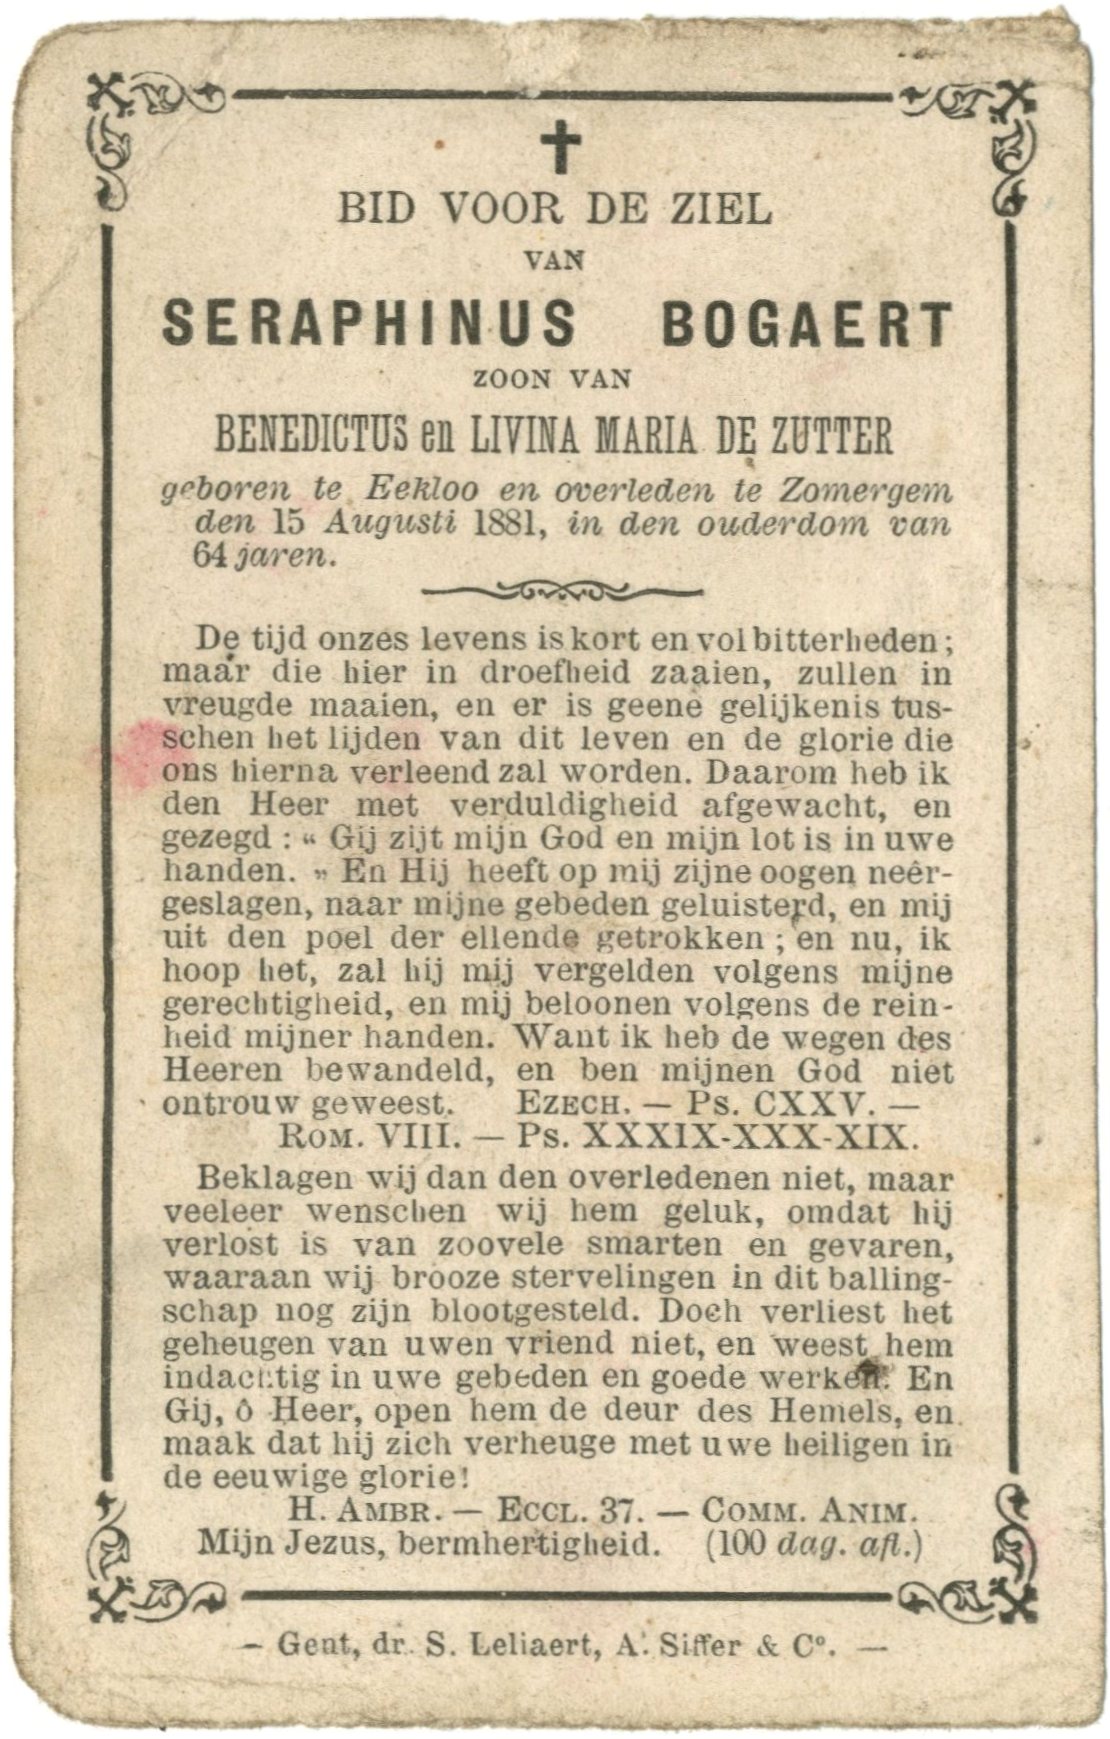 BID VOOR DE ZIEL
VAN
SERAPHINUS BOGAERT
ZOON VAN
BENEDICTUS en LIVINA MARIA DE ZUTTER
geboren te Eekloo en overleden te Zomergem
den 15 Augusti 1881, in den ouderdom van
64 jaren.
De tijd onzes levens is kort en vol bitterheden;
maar die hier in droefheid zaaien, zullen in
vreugde maaien, en er is geene gelijkenis tus-
schen het lijden van dit leven en de glorie die
ons hierna verleend zal worden. Daarom heb ik
den Heer met verduldigheid afgewacht, en
gezegd : “ Gij zijt mijn God en mijn lot is in uwe
handen. „ En Hij heeft op mij zijne oogen neêr-
geslagen, naar mijne gebeden geluisterd, en mij
uit den poel der ellende getrokken ; en nu, ik
hoop het, zal hij mij vergelden volgens mijne
gerechtigheid, en mij beloonen volgens de rein-
heid mijner handen. Want ik heb de wegen des
Heeren bewandeld, en ben mijnen God niet
ontrouw geweest. EZECH. — Ps. CXXV. —
ROM. VIII. — Ps. XXXIX-XXX-XIX.
Beklagen wij dan den overledenen niet, maar
veeleer wenschen wij hem geluk, omdat hij
verlost is van zoovele smarten en gevaren,
waaraan wij brooze stervelingen in dit balling-
schap nog zijn blootgesteld. Doch verliest het
geheugen van uwen vriend niet, en weest hem
indachtig in uwe gebeden en goede werken. En
Gij, ô Heer, open hem de deur des Hemels, en
maak dat hij zich verheuge met uwe heiligen in
de eeuwige glorie!
H. AMBR. — ECCL. 37. — COMM. ANIM.
Mijn Jezus, bermhertigheid. (100 dag. afl.)
— Gent, dr. S. Leliaert, A. Siffer & Cº. —